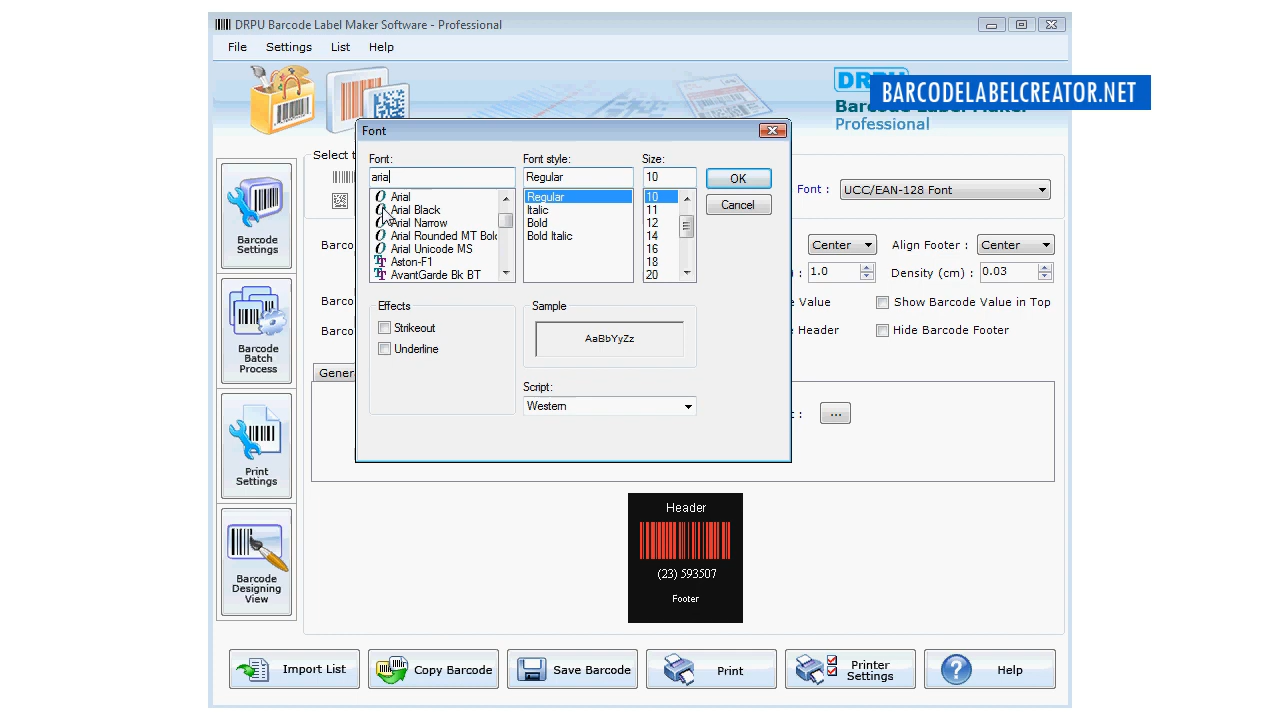 DRPU Barcode Label Maker Software - Professional
File Settings List Help
DRPU
BARCODELABELCREATOR.NET
Barcode Label Maker
Professional
Font
Select t
Font: Font style: Size:
arial Regular 10 OK
Font : UCC/EAN-128 Font
Arial Regular 10
Cancel
Arial Black Italic 11
Arial Narrow Bold 12
Arial Rounded MT Bold Bold Italic 14
Arial Unicode MS 16
Aston-F1 18
AvantGarde Bk BT 20
Barcode
Settings
Barco
Center Align Footer : Center
) : 1.0 Density (cm) : 0.03
Barco
Value Show Barcode Value in Top
Barco
Header Hide Barcode Footer
Effects Sample
Strikeout
Underline
AaBbYyZz
Script:
Western
Barcode
Batch
Process
Gener
: ...
Print
Settings
Header
(23) 593507
Footer
Barcode
Designing
View
Import List Copy Barcode Save Barcode Print Printer
Settings Help